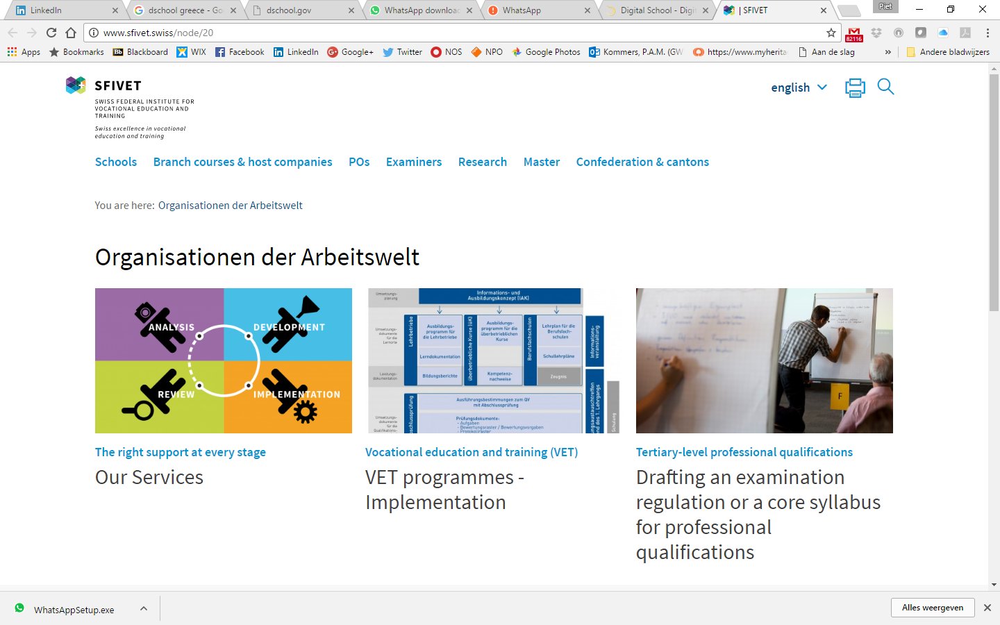 LinkedIn
dschool greece - Go
dschool.gov
WhatsApp downloa
WhatsApp
Digital School - Digi
| SFIVET
Piet
www.sfivet.swiss/node/20
82116
Apps
Bookmarks
Bb Blackboard
WIX
Facebook
LinkedIn
Google+
Twitter
NOS
NPO
Google Photos
Kommers, P.A.M. (GW
https://www.myherita
Aan de slag
»
Andere bladwijzers
SFIVET
SWISS FEDERAL INSTITUTE FOR
VOCATIONAL EDUCATION AND
TRAINING
Swiss excellence in vocational
education and training
english
Schools
Branch courses & host companies
POs
Examiners
Research
Master
Confederation & cantons
You are here: Organisationen der Arbeitswelt
Organisationen der Arbeitswelt
ANALYSIS
DEVELOPMENT
REVIEW
IMPLEMENTATION
Umsetzungs-
planung
Informations- und
Ausbildungskonzept (IAK)
Umsetzungs-
dokumente
für die
Lernorte
Lehrbetriebe
Ausbildungs-
programm für
die Lehrbetriebe
Lerndokumentation
Bildungsberichte
überbetriebliche Kurse (üK)
Ausbildungs-
programm für die
überbetrieblichen
Kurse
Kompetenz-
nachweise
Berufsfachschulen
Lehrplan für die
Berufsfach-
schulen
Schullehrpläne
Zeugnis
Informations-
veranstaltung
Leistungs-
dokumentation
Umsetzungs-
dokumente
für die
Qualifikations-
schlussprüfung
Ausführungsbestimmungen zum QV
mit Abschlussprüfung
Prüfungsdokumente:
- Aufgaben
- Bewertungsraster / Bewertungsvorgaben
- Protokollraster
ungsaustauschtreffen
end des 1. Lehrgangs
Schulung
F
The right support at every stage
Our Services
Vocational education and training (VET)
VET programmes -
Implementation
Tertiary-level professional qualifications
Drafting an examination
regulation or a core syllabus
for professional
qualifications
WhatsAppSetup.exe
Alles weergeven